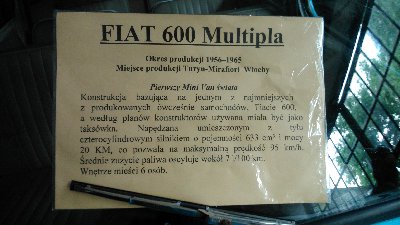 FIAT 600 Multipla
Okres produkcji 1956–1965
Miejsce produkcji Turyn-Mirafiori Włochy
Pierwszy Mini Van świata
Konstrukcja bazująca na jednym z najmniejszych
z produkowanych ówcześnie samochodów, Fiacie 600,
a według planów konstruktorów używana miała być jako
taksówka. Napędzana umieszczonym z tyłu
czterocylindrowym silnikiem o pojemności 633 cm³ i mocy
20 KM, co pozwala na maksymalną prędkość 95 km/h.
Średnie zużycie paliwa oscyluje wokół 7 l/100 km.
Wnętrze mieści 6 osób.